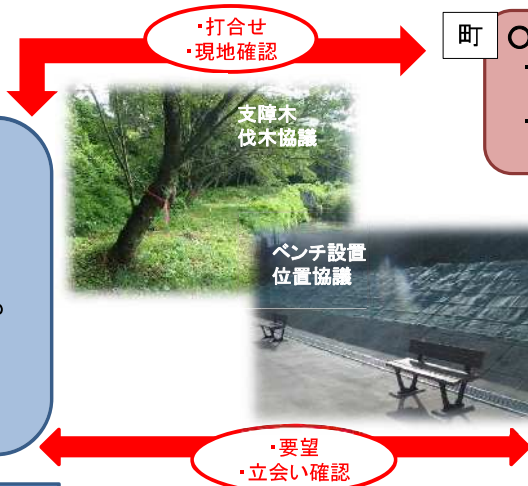 ・打合せ
・現地確認
町
○
・
・
支障木
伐木協議
ベンチ設置
位置協議
。
・要望
・立会い確認